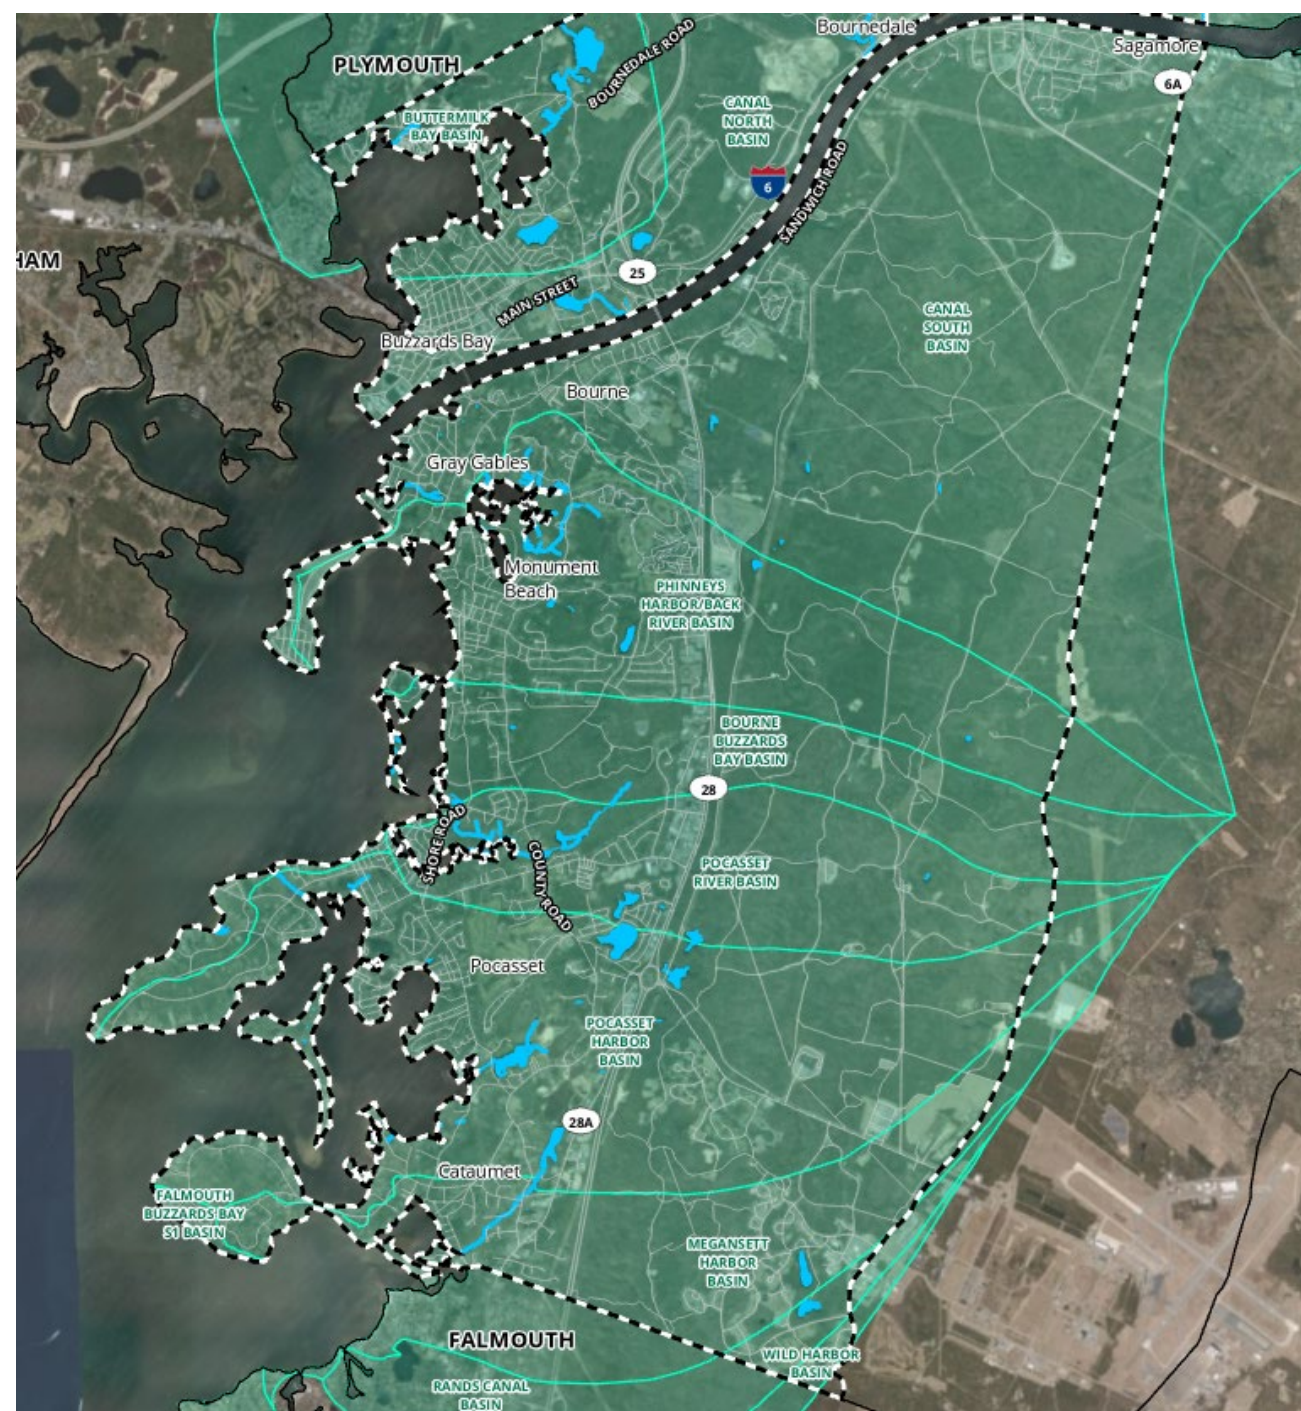 Bournedale
BOURNEDALE ROAD
Sagamore
PLYMOUTH
6A
BUTTERMILK
BAY BASIN
CANAL
NORTH
BASIN
6
SANDWICH ROAD
HAM
25
MAIN STREET
CANAL
SOUTH
BASIN
Buzzards Bay
Bourne
Gray Gables
Monument
Beach
PHINNEYS
HARBOR/BACK
RIVER BASIN
BOURNE
BUZZARDS
BAY BASIN
28
SHORE ROAD
COUNTY ROAD
POCASSET
RIVER BASIN
Pocasset
POCASSET
HARBOR
BASIN
28A
Cataumet
FALMOUTH
BUZZARDS BAY
S1 BASIN
MEGANSETT
HARBOR
BASIN
FALMOUTH
WILD HARBOR
BASIN
RANDS CANAL
BASIN